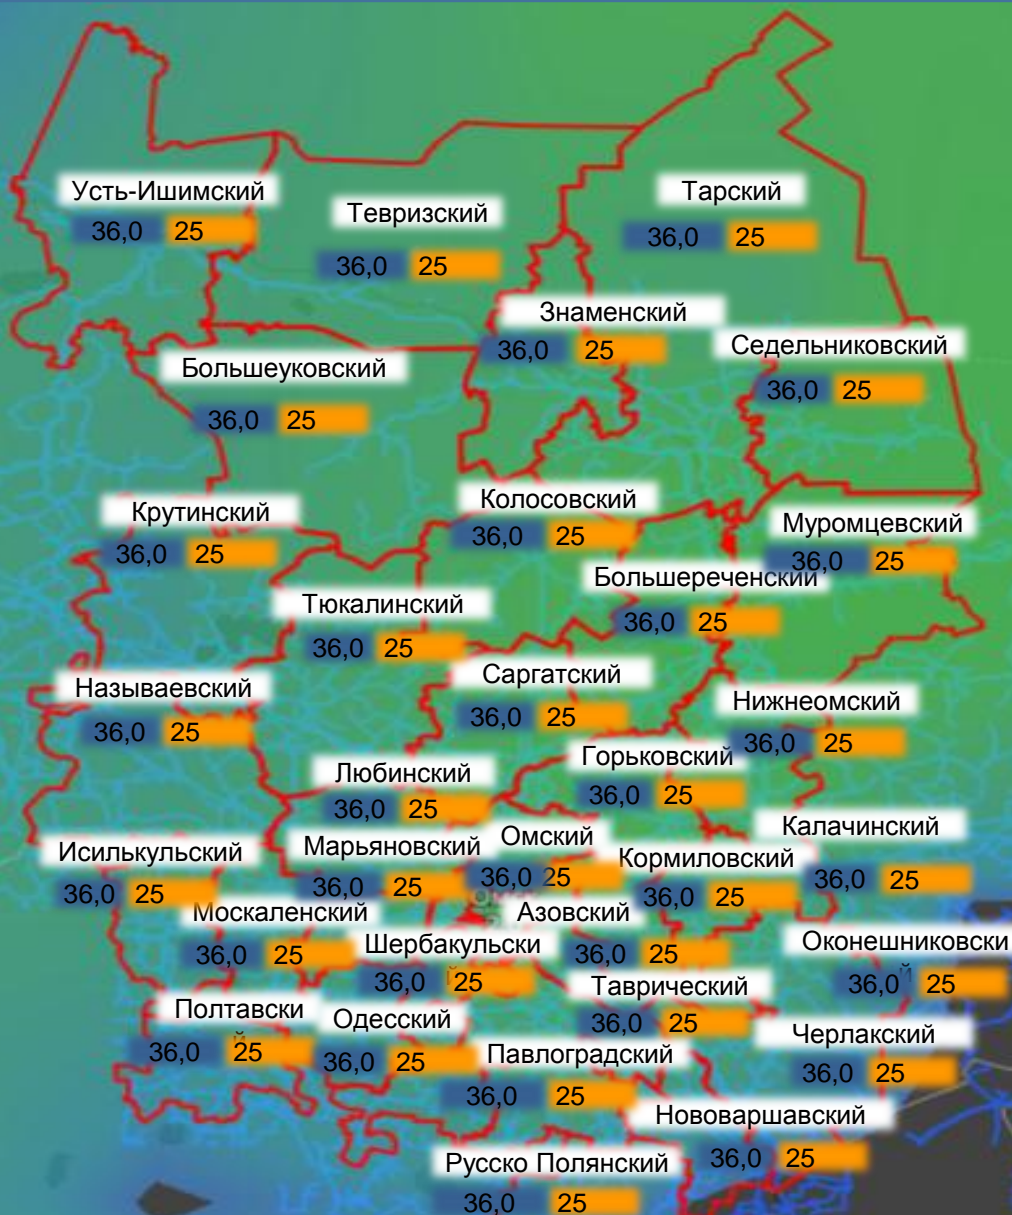 Усть-Ишимский
36,0 25
Тевризский
36,0 25
Тарский
36,0 25
Знаменский
36,0 25
Седельниковский
36,0 25
Большеуковский
36,0 25
Крутинский
36,0 25
Колосовский
36,0 25
Муромцевский
36,0 25
Большереченский
36,0 25
Тюкалинский
36,0 25
Саргатский
36,0 25
Называевский
36,0 25
Нижнеомский
36,0 25
Горьковский
36,0 25
Любинский
36,0 25
Омский
36,0 25
Калачинский
36,0 25
Марьяновский
36,0 25
Исилькульский
36,0 25
Кормиловский
36,0 25
Москаленский
36,0 25
Азовский
36,0 25
Шербакульски
й
36,0 25
Оконешниковски
й
36,0 25
Таврический
36,0 25
Полтавски
й
36,0 25
Одесский
36,0 25
Черлакский
36,0 25
Павлоградский
36,0 25
Нововаршавский
36,0 25
Русско Полянский
36,0 25